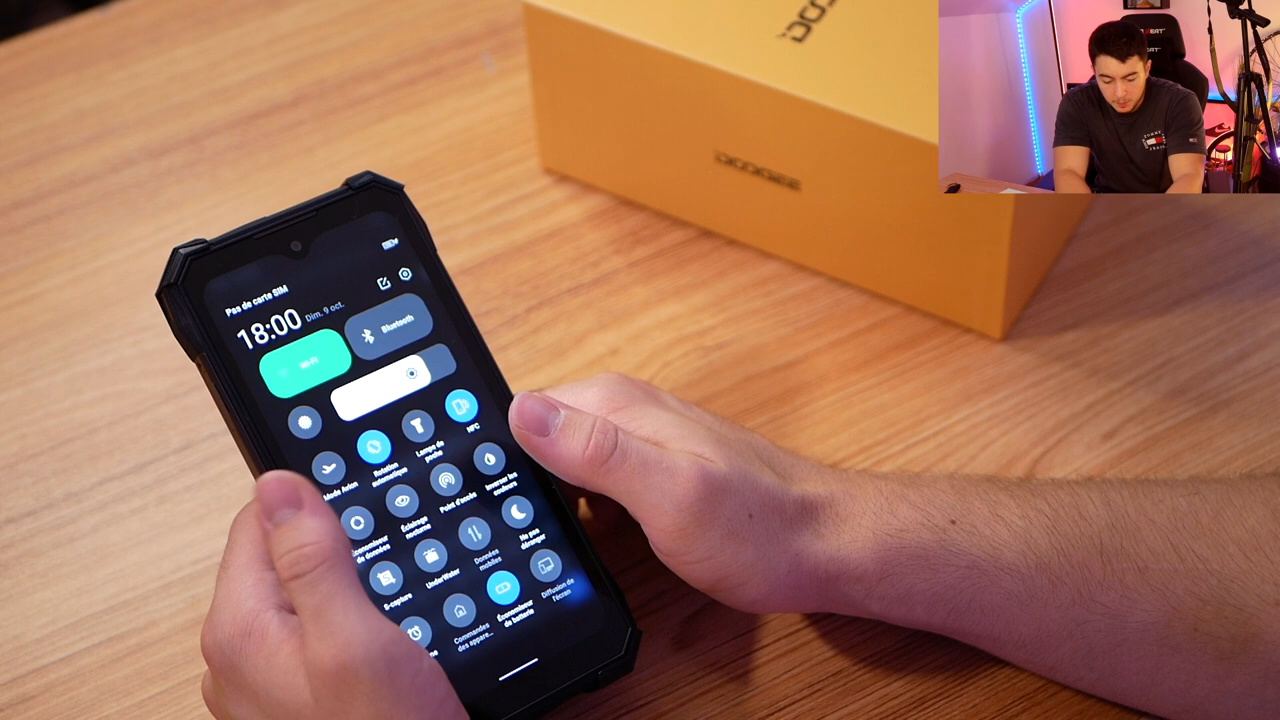 DOOGEE
Pas de carte SIM
18:00 Dim. 9 oct.
Wi-Fi
Bluetooth
Mode Avion
Rotation
automatique
Lampe de
poche
NFC
Économiseur
de données
Éclairage
nocturne
Point d'accès
Inverser les
couleurs
S-capture
UnderWater
Données
mobiles
Ne pas
déranger
Commandes
des appare...
Économiseur
de batterie
Diffusion de
l'écran